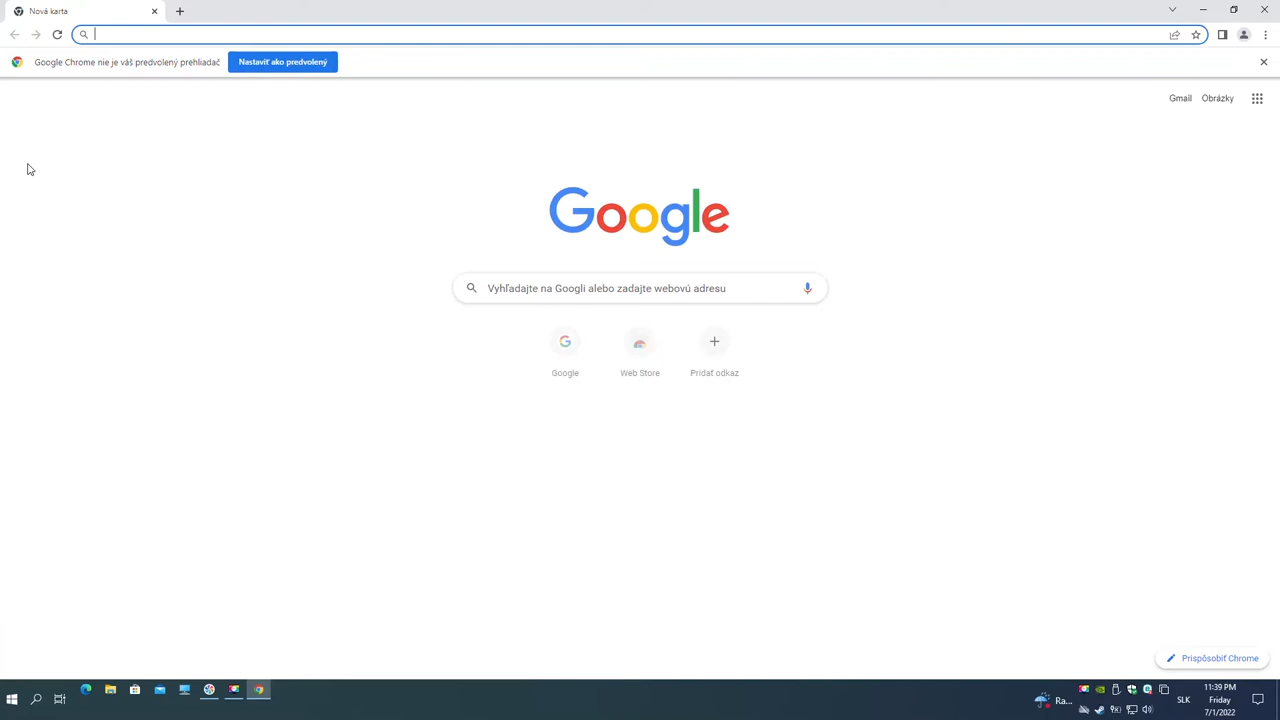 Nová karta
Google Chrome nie je váš predvolený prehliadač
Nastaviť ako predvolený
Gmail
Obrázky
Google
Vyhľadajte na Googli alebo zadajte webovú adresu
Google
Web Store
Pridať odkaz
Prispôsobiť Chrome
Ra...
SLK
11:39 PM
Friday
7/1/2022